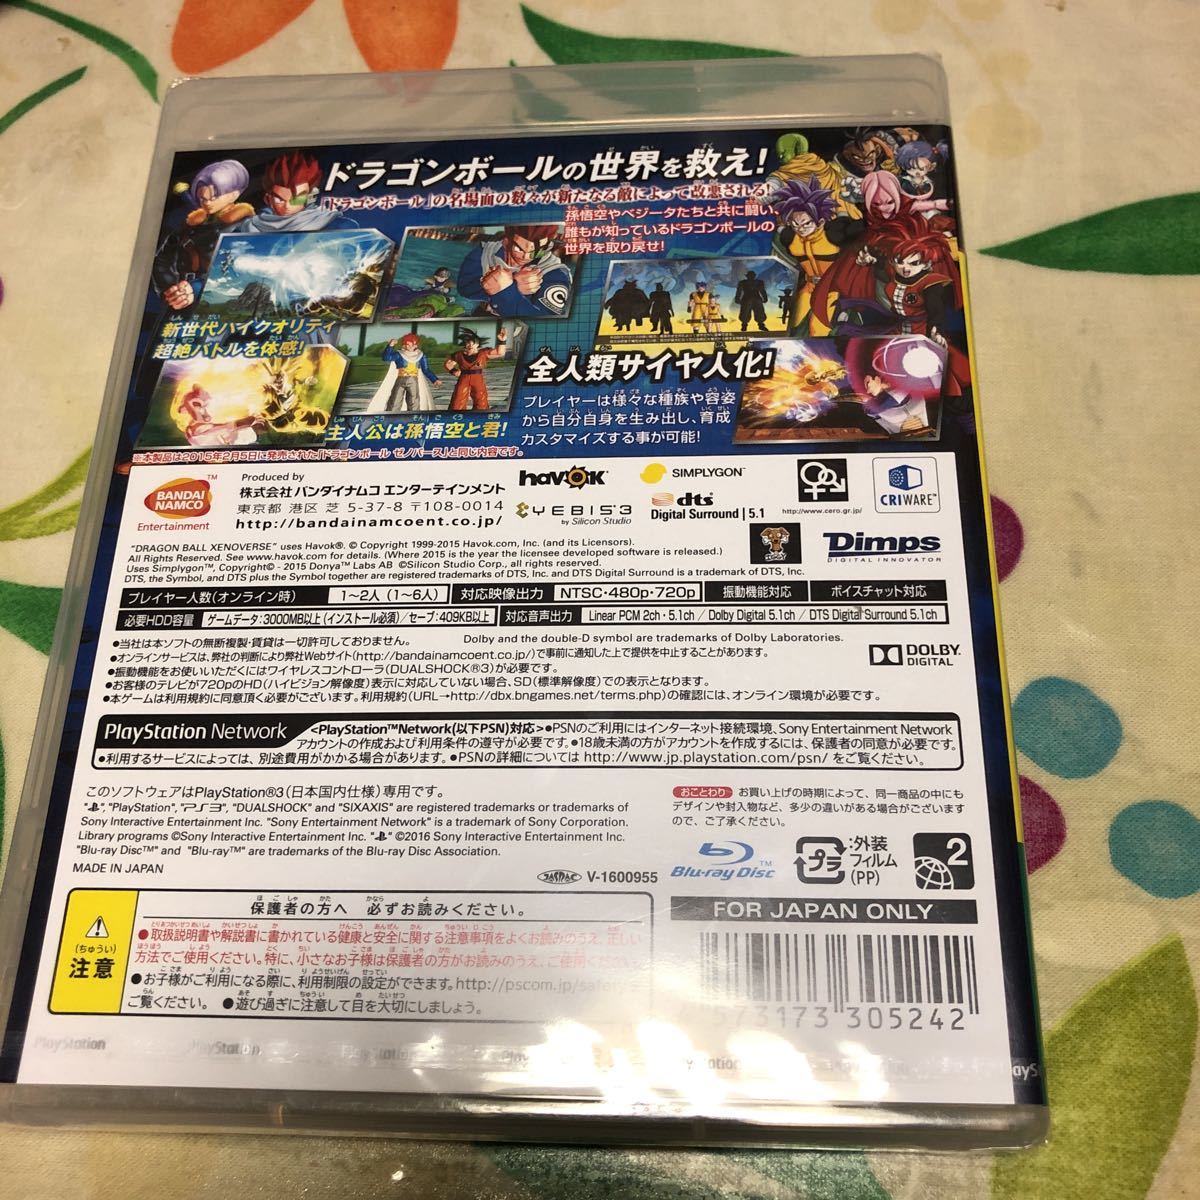 ドラゴンボールの世界を救え!
「ドラゴンボール」の名場面の数々が新たなる敵によって改悪される!
孫悟空やベジータたちと共に闘い、
誰もが知っているドラゴンボールの
世界を取り戻せ!
新世代ハイクオリティ
超絶バトルを体感!
全人類サイヤ人化!
プレイヤーは様々な種族や容姿
から自分自身を生み出し、育成
カスタマイズする事が可能!
主人公は孫悟空と君!
※本製品は2015年2月5日に発売された「ドラゴンボール ゼノバース」と同じ内容です。
BANDAI
NAMCO
Entertainment
Produced by
株式会社バンダイナムコ エンターテインメント
東京都 港区 芝 5-37-8 〒108-0014
http://bandainamcoent.co.jp/
havok
SIMPLYGON™
YEBIS 3
by Silicon Studio
dts
Digital Surround | 5.1
http://www.cero.gr.jp/
CRIWARE™
Dimps
DIGITAL INNOVATOR
"DRAGON BALL XENOVERSE" uses Havok®. © Copyright 1999-2015 Havok.com, Inc. (and its Licensors).
All Rights Reserved. See www.havok.com for details. (Where 2015 is the year the licensee developed software is released.)
Uses Simplygon™, Copyright© - 2015 Donya™ Labs AB ©Silicon Studio Corp., all rights reserved.
DTS, the Symbol, and DTS plus the Symbol together are registered trademarks of DTS, Inc. and DTS Digital Surround is a trademark of DTS, Inc.
プレイヤー人数(オンライン時) 1〜2人(1〜6人) 対応映像出力 NTSC・480p・720p 振動機能対応 ボイスチャット対応
必要HDD容量 ゲームデータ:3000MB以上(インストール必須)/セーブ:409KB以上 対応音声出力 Linear PCM 2ch・5.1ch / Dolby Digital 5.1ch / DTS Digital Surround 5.1ch
●当社は本ソフトの無断複製・賃貸は一切許可しておりません。 Dolby and the double-D symbol are trademarks of Dolby Laboratories.
●オンラインサービスは、弊社の判断により弊社Webサイト(http://bandainamcoent.co.jp/)で事前に通知した上で提供を中止することがあります。
●振動機能をお使いいただくにはワイヤレスコントローラ(DUALSHOCK®3)が必要です。
●お客様のテレビが720pのHD(ハイビジョン解像度)表示に対応していない場合、SD(標準解像度)での表示となります。
●本ゲームは利用規約に同意頂く必要がございます。利用規約(URL→http://dbx.bngames.net/terms.php)の確認には、オンライン環境が必要です。
DOLBY
DIGITAL
PlayStation Network <PlayStation™Network(以下PSN)対応>●PSNのご利用にはインターネット接続環境、Sony Entertainment Network
アカウントの作成および利用条件の遵守が必要です。●18歳未満の方がアカウントを作成するには、保護者の同意が必要です。
●利用するサービスによっては、別途費用がかかる場合があります。●PSNの詳細については http://www.jp.playstation.com/psn/ をご覧ください。
このソフトウェアはPlayStation®3(日本国内仕様)専用です。
" ", "PlayStation", "PS3", "DUALSHOCK" and "SIXAXIS" are registered trademarks or trademarks of
Sony Interactive Entertainment Inc. "Sony Entertainment Network" is a trademark of Sony Corporation.
Library programs ©Sony Interactive Entertainment Inc. " " ©2016 Sony Interactive Entertainment Inc.
"Blu-ray Disc™" and "Blu-ray™" are trademarks of the Blu-ray Disc Association.
MADE IN JAPAN
JASRAC V-1600955
おことわり お買い上げの時期によって、同一商品の中にも
デザインや封入物など、多少の違いがある場合がございます
ので、ご了承ください。
Blu-ray Disc™
プラ
:外装
フィルム
(PP)
2
FOR JAPAN ONLY
4 573173 305242
(ちゅうい)
注意
保護者の方へ 必ずお読みください。
●取扱説明書や解説書に書かれている健康と安全に関する注意事項をよくお読みのうえ、正しい
方法でご使用ください。特に、小さなお子様は保護者の方がお読みのうえ、ご使用ください。
●お子様がご利用になるさいに、利用制限の設定ができます。http://pscom.jp/safety を
ご覧ください。 ●遊び過ぎに注意して目を大切にしましょう。
PlayStation
PlayStation
PlayStation